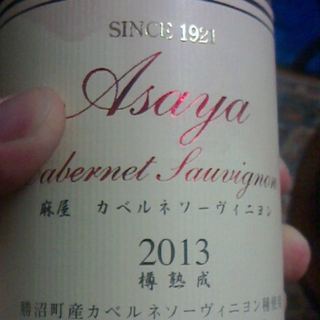 SINCE 1921
Asaya
Cabernet Sauvignon
麻屋 カベルネソーヴィニヨン
2013
樽熟成
勝沼町産カベルネソーヴィニヨン種使用